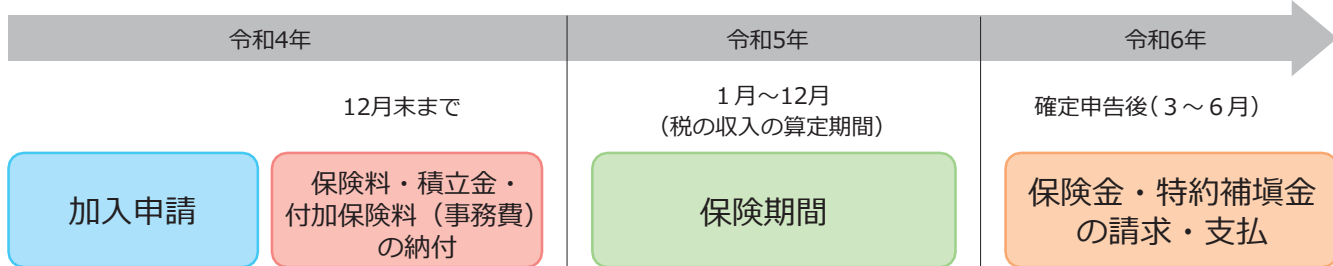 令和4年
令和5年
令和6年
12月末まで
１月～12月
（税の収入の算定期間）
確定申告後（３～６月）
加入申請
保険料・積立金・
付加保険料（事務費）
の納付
保険期間
保険金・特約補塡金
の請求・支払